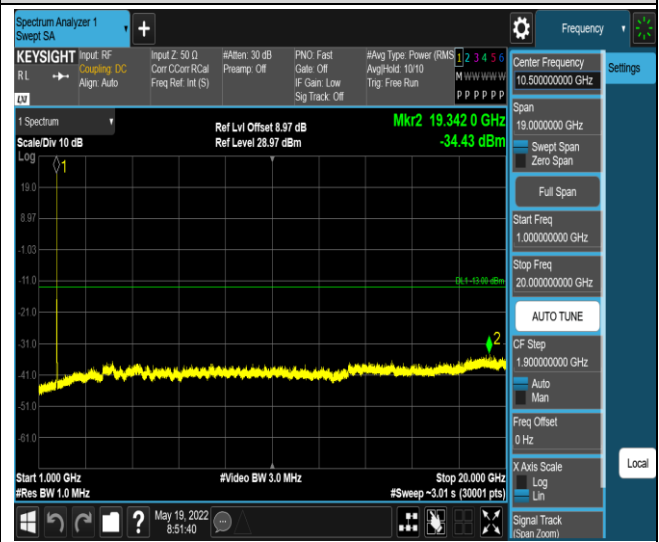 Spectrum Analyzer 1
Swept SA
+
Frequency
KEYSIGHT
RL
LXI
Input: RF
Coupling: DC
Align: Auto
Input Z: 50 Ω
Corr CCorr RCal
Freq Ref: Int (S)
#Atten: 30 dB
Preamp: Off
PNO: Fast
Gate: Off
IF Gain: Low
Sig Track: Off
#Avg Type: Power (RMS
Avg|Hold: 10/10
Trig: Free Run
1 2 3 4 5 6
M W W W W W
P P P P P P
1 Spectrum
Scale/Div 10 dB
Log
Ref Lvl Offset 8.97 dB
Ref Level 28.97 dBm
Mkr2 19.342 0 GHz
-34.43 dBm
1
19.0
8.97
-1.03
-11.0
DL1 -13.00 dBm
-21.0
-31.0
2
-41.0
-51.0
-61.0
Start 1.000 GHz
#Res BW 1.0 MHz
#Video BW 3.0 MHz
Stop 20.000 GHz
#Sweep ~3.01 s (30001 pts)
May 19, 2022
8:51:40
?
Center Frequency
10.500000000 GHz
Settings
Span
19.0000000 GHz
Swept Span
Zero Span
Full Span
Start Freq
1.000000000 GHz
Stop Freq
20.000000000 GHz
AUTO TUNE
CF Step
1.900000000 GHz
Auto
Man
Freq Offset
0 Hz
X Axis Scale
Log
Lin
Local
Signal Track
(Span Zoom)